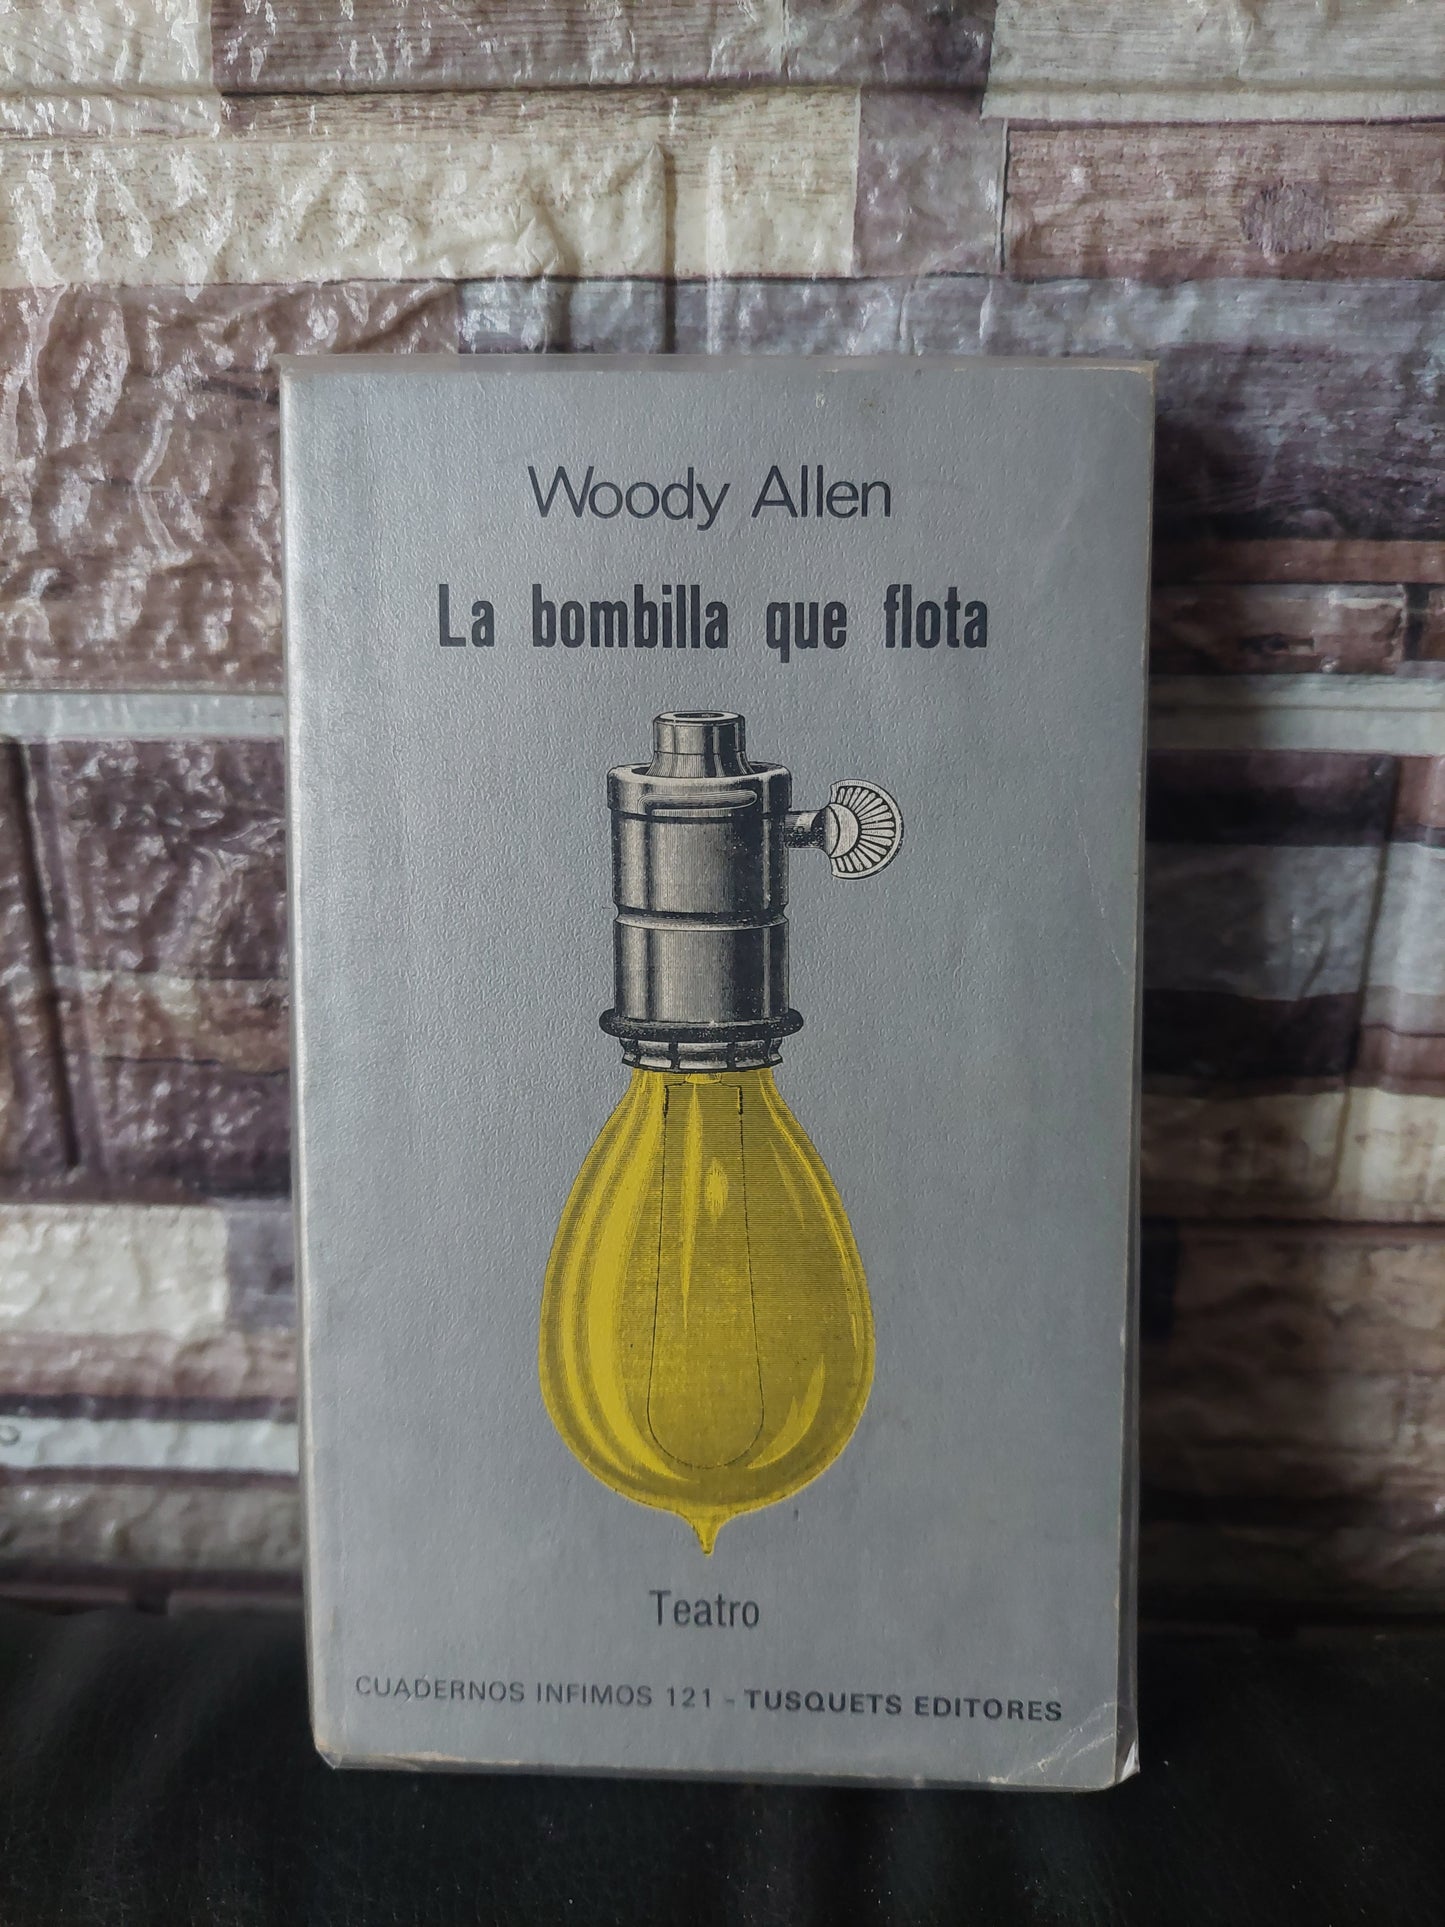 Woody Allen
La bombilla que flota
Teatro
CUADERNOS INFIMOS 121 - TUSQUETS EDITORES